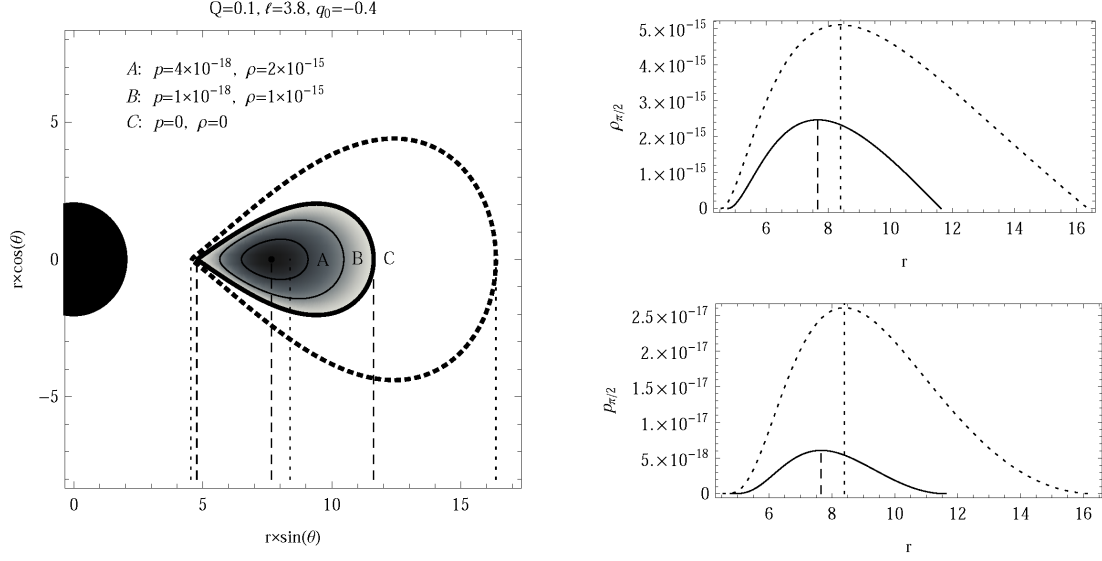 Q=0.1, ℓ=3.8, q₀=−0.4
A: p=4×10⁻¹⁸, ρ=2×10⁻¹⁵
B: p=1×10⁻¹⁸, ρ=1×10⁻¹⁵
C: p=0, ρ=0
5
0
−5
r×cos(θ)
A B C
0 5 10 15
r×sin(θ)
5.×10⁻¹⁵
4.×10⁻¹⁵
3.×10⁻¹⁵
2.×10⁻¹⁵
1.×10⁻¹⁵
0
ρπ/2
6 8 10 12 14 16
r
2.5×10⁻¹⁷
2.×10⁻¹⁷
1.5×10⁻¹⁷
1.×10⁻¹⁷
5.×10⁻¹⁸
0
pπ/2
6 8 10 12 14 16
r